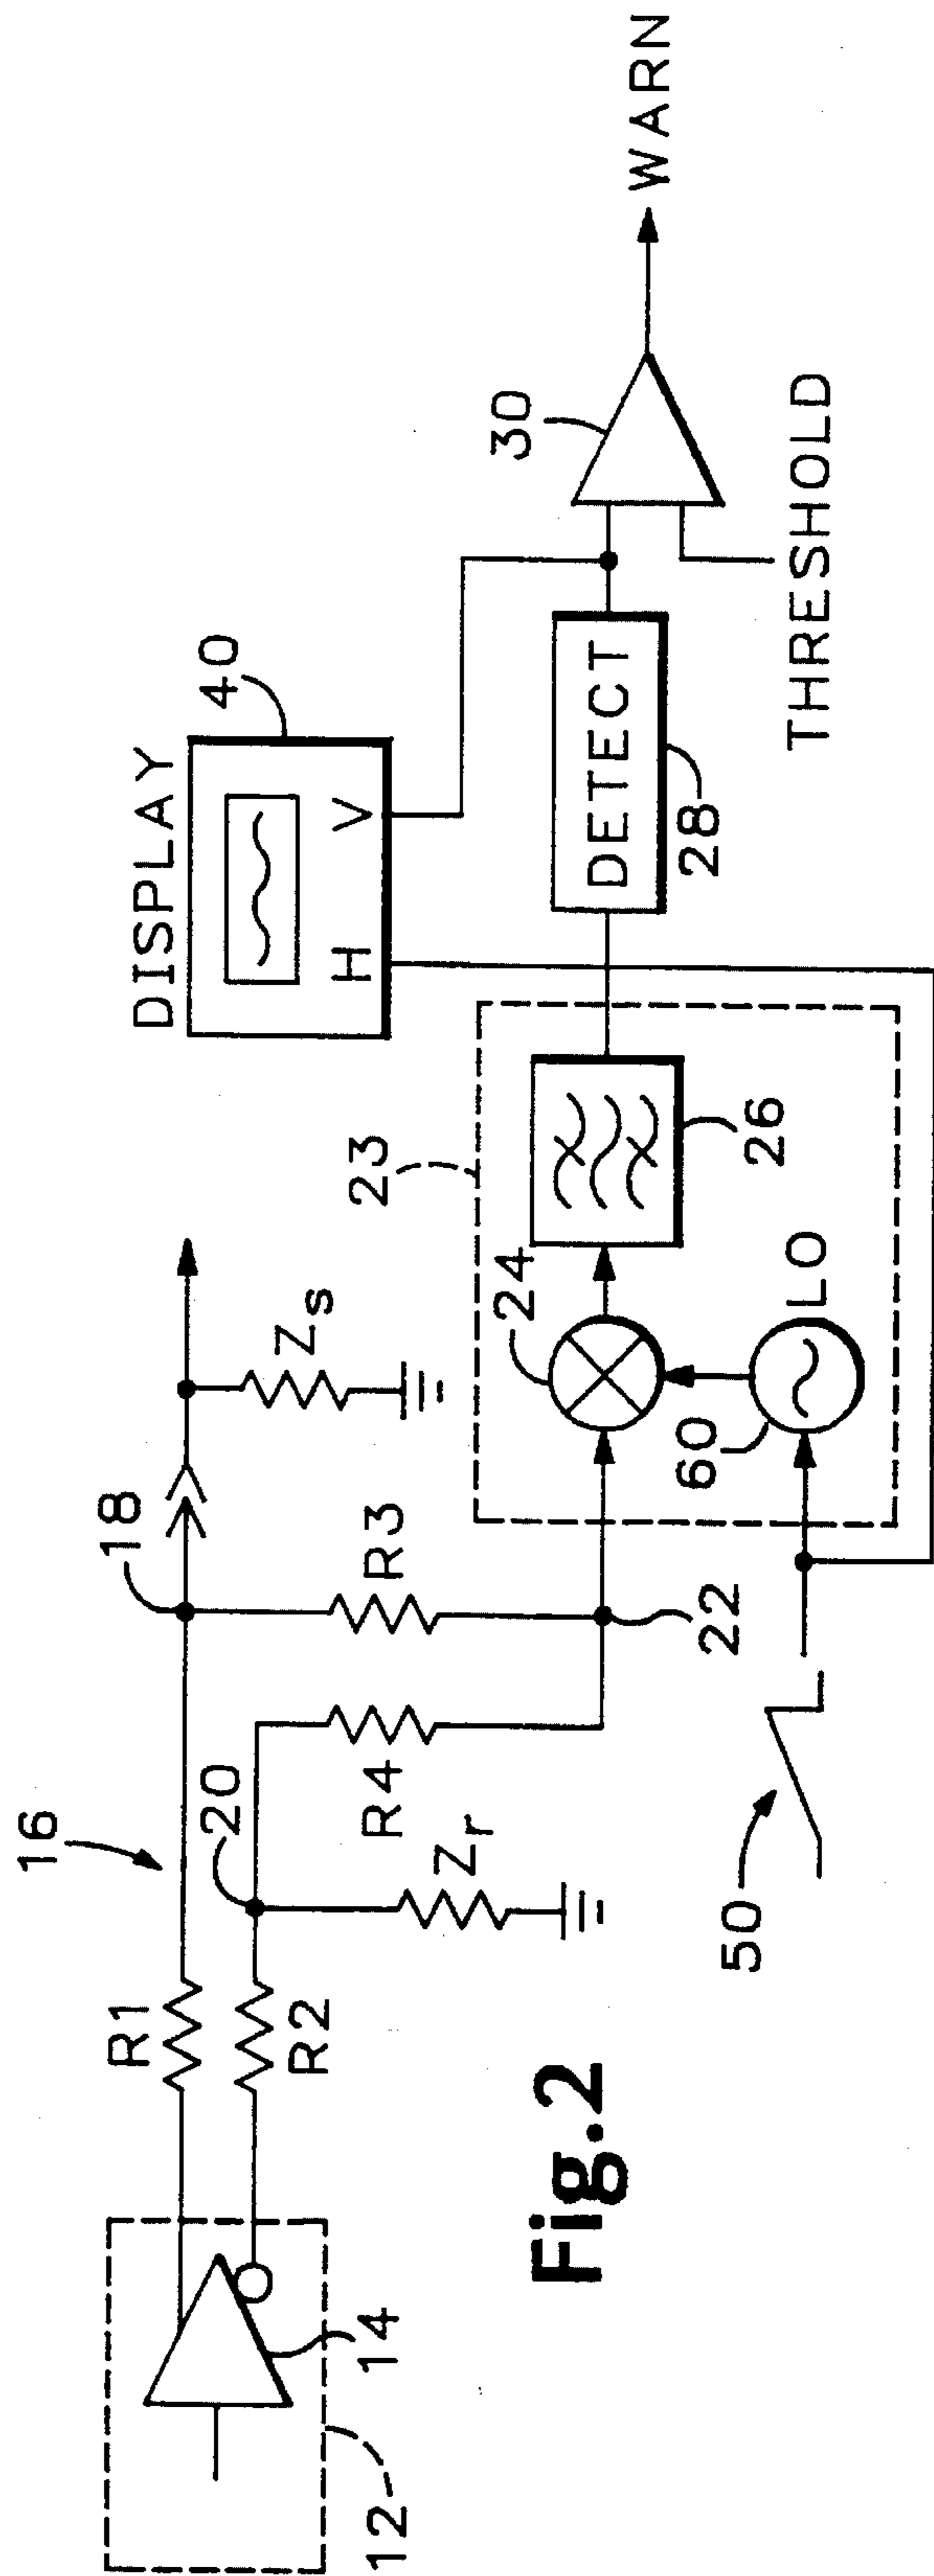 DISPLAY
40
H V
16
R1
R2
18
20
R3
R4
Zs
Zr
23
24
26
60
LO
22
50
DETECT
28
30
THRESHOLD
WARN
12
14
Fig.2